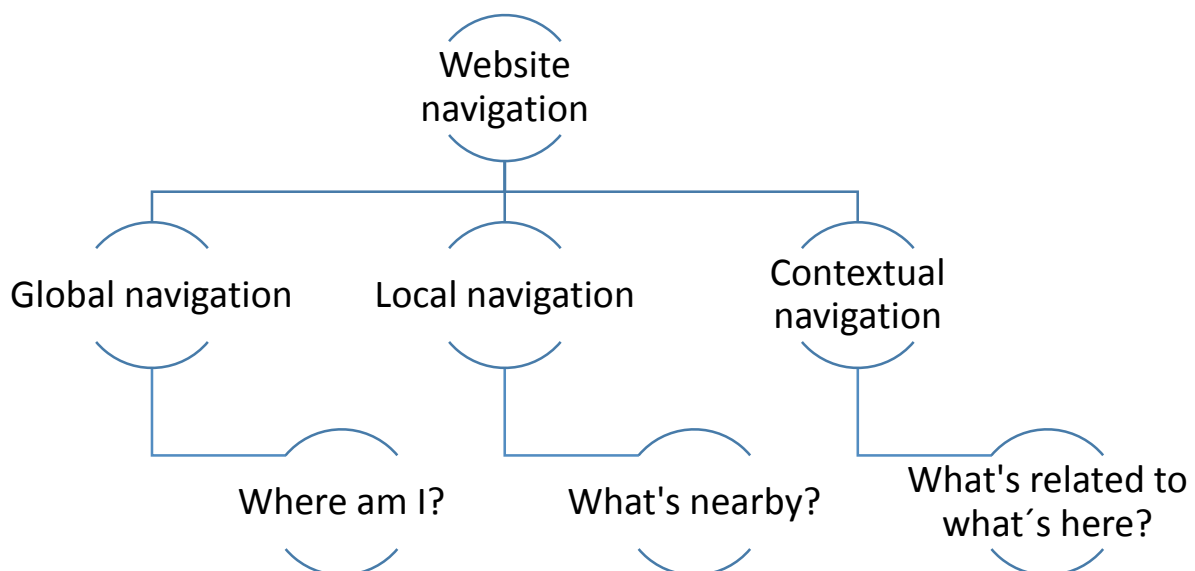 Website
navigation
Global navigation
Local navigation
Contextual
navigation
Where am I?
What's nearby?
What's related to
what´s here?